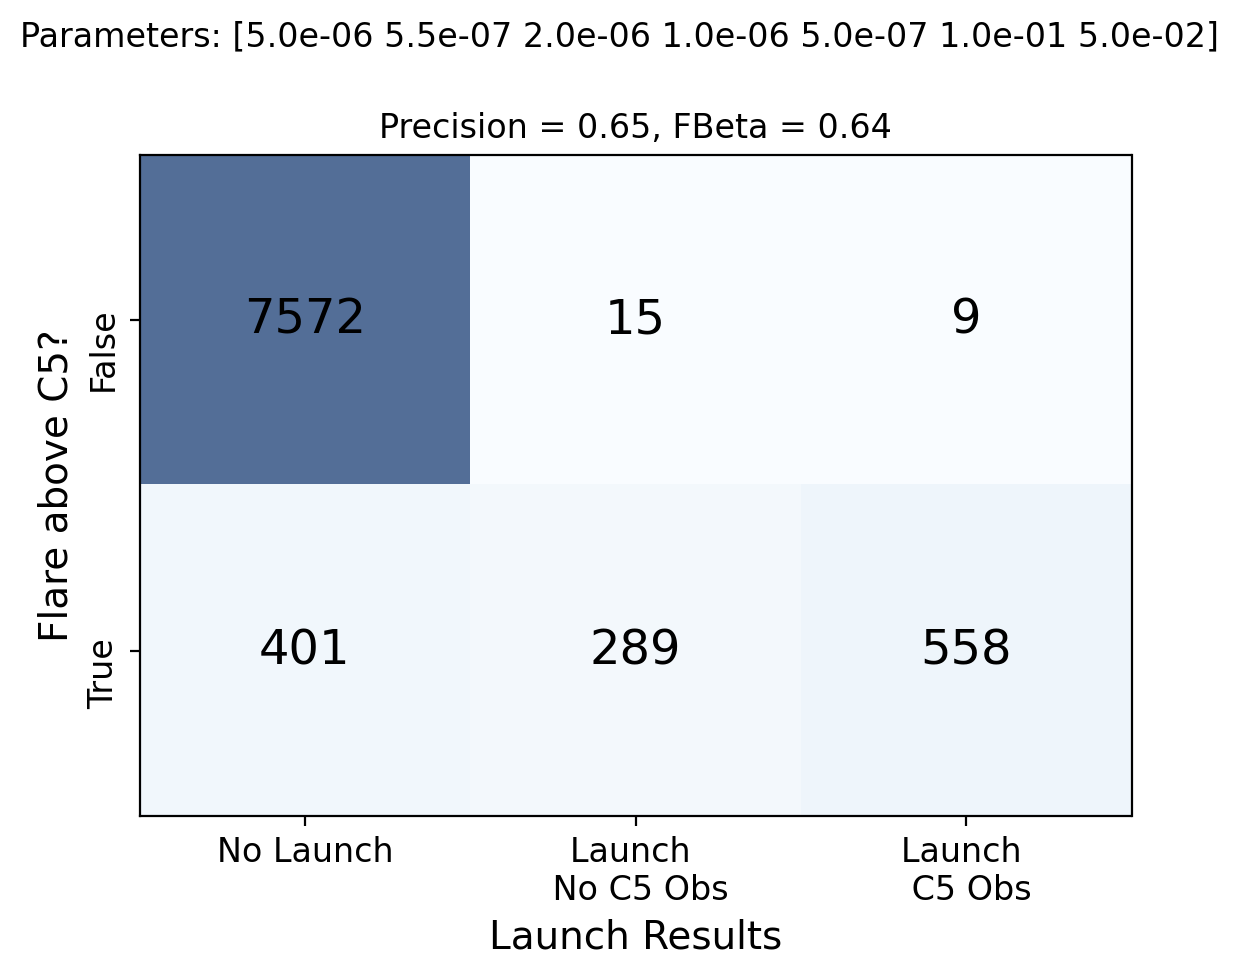 Parameters: [5.0e-06 5.5e-07 2.0e-06 1.0e-06 5.0e-07 1.0e-01 5.0e-02]
Precision = 0.65, FBeta = 0.64
Flare above C5?
False
7572
15
9
True
401
289
558
No Launch
Launch
No C5 Obs
Launch
C5 Obs
Launch Results